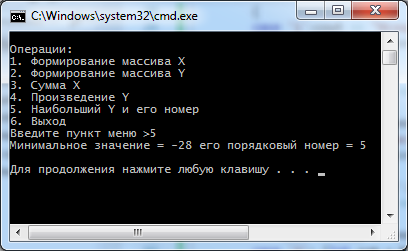 C:\Windows\system32\cmd.exe
Операции:
1. Формирование массива X
2. Формирование массива Y
3. Сумма X
4. Произведение Y
5. Наибольший Y и его номер
6. Выход
Введите пункт меню >5
Минимальное значение = -28 его порядковый номер = 5
Для продолжения нажмите любую клавишу . . .